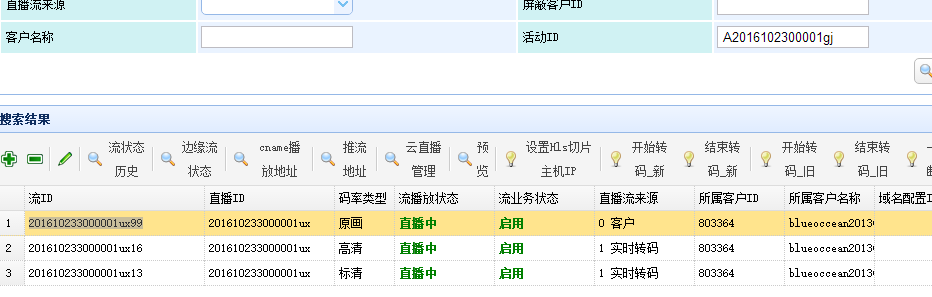 直播流来源 屏蔽客户ID
客户名称 活动ID A2016102300001gj
搜索结果
流状态历史 边缘流状态 cname播放地址 推流地址 云直播管理 预览 设置Hls切片主机IP 开始转码_新 结束转码_新 开始转码_旧 结束转码_旧
流ID 直播ID 码率类型 流播放状态 流业务状态 直播流来源 所属客户ID 所属客户名称 域名配置I
1 201610233000001ux99 201610233000001ux 原画 直播中 启用 0 客户 803364 blueoccean2013
2 201610233000001ux16 201610233000001ux 高清 直播中 启用 1 实时转码 803364 blueoccean2013
3 201610233000001ux13 201610233000001ux 标清 直播中 启用 1 实时转码 803364 blueoccean2013